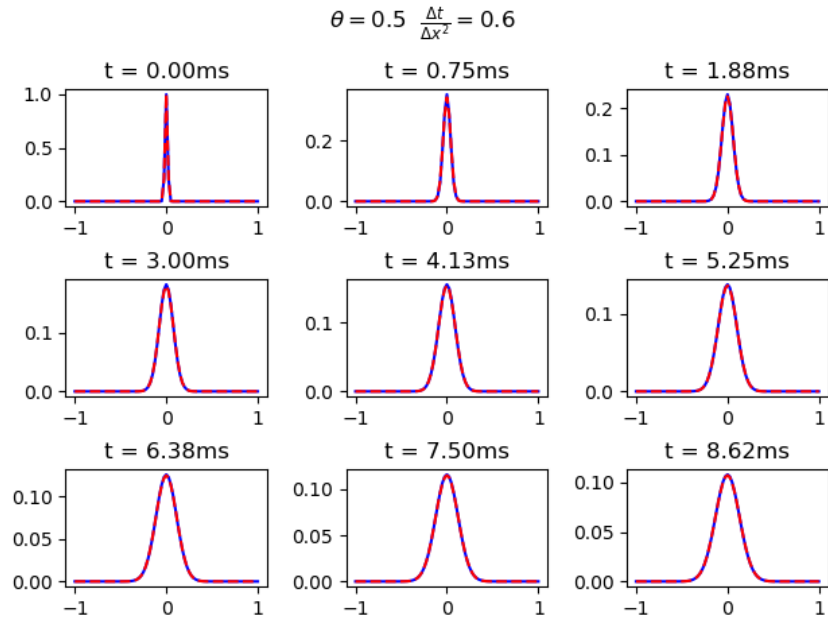 θ = 0.5 Δt/Δx² = 0.6
t = 0.00ms
1.0
0.5
0.0
−1 0 1
t = 0.75ms
0.2
0.0
−1 0 1
t = 1.88ms
0.2
0.1
0.0
−1 0 1
t = 3.00ms
0.1
0.0
−1 0 1
t = 4.13ms
0.1
0.0
−1 0 1
t = 5.25ms
0.1
0.0
−1 0 1
t = 6.38ms
0.10
0.05
0.00
−1 0 1
t = 7.50ms
0.10
0.05
0.00
−1 0 1
t = 8.62ms
0.10
0.05
0.00
−1 0 1